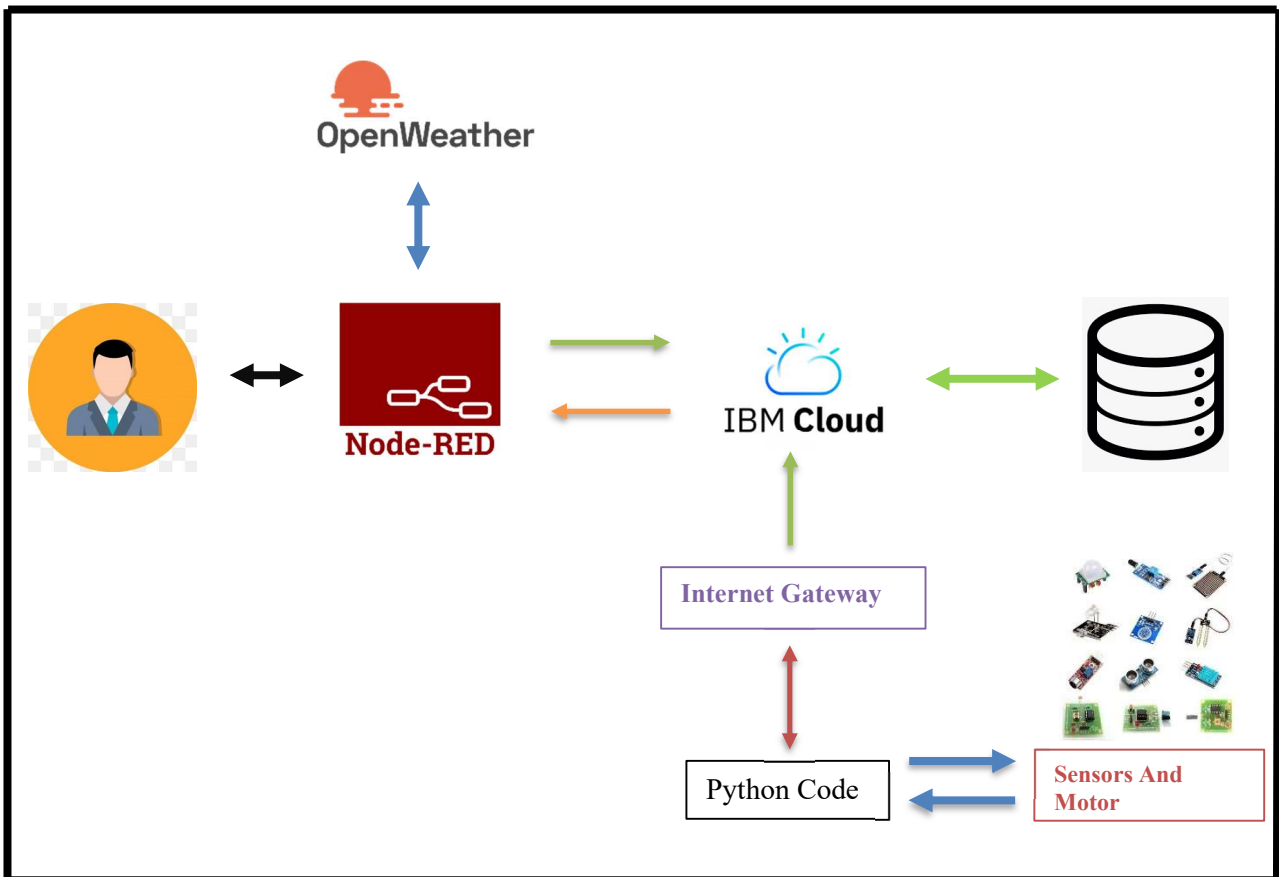 OpenWeather
Node-RED
IBM Cloud
Internet Gateway
Python Code
Sensors And
Motor